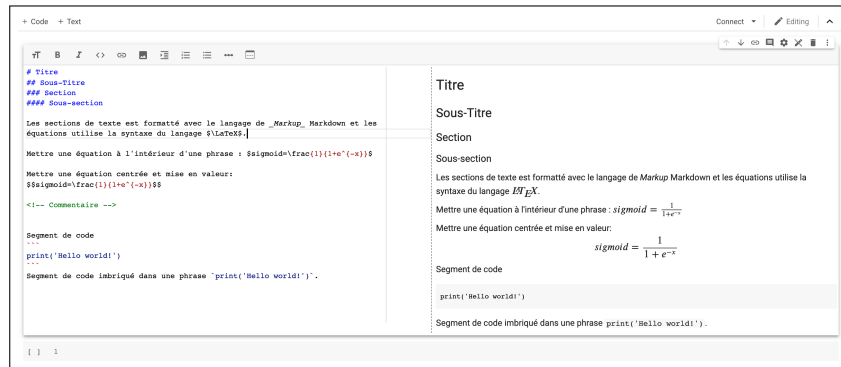 + Code + Text
Connect Editing
# Titre
## Sous-Titre
### Section
#### Sous-section
Les sections de texte est formatté avec le langage de _Markup_ Markdown et les
équations utilise la syntaxe du langage $\LaTeX$.
Mettre une équation à l'intérieur d'une phrase : $sigmoid=\frac{1}{1+e^{-x}}$
Mettre une équation centrée et mise en valeur:
$$sigmoid=\frac{1}{1+e^{-x}}$$
<!-- Commentaire -->
Segment de code
```
print('Hello world!')
```
Segment de code imbriqué dans une phrase `print('Hello world!')`.
Titre
Sous-Titre
Section
Sous-section
Les sections de texte est formatté avec le langage de Markup Markdown et les équations utilise la
syntaxe du langage LATEX.
Mettre une équation à l'intérieur d'une phrase : sigmoid = 1/(1+e^{-x})
Mettre une équation centrée et mise en valeur:
sigmoid = 1/(1 + e^{-x})
Segment de code
print('Hello world!')
Segment de code imbriqué dans une phrase print('Hello world!').
[ ] 1